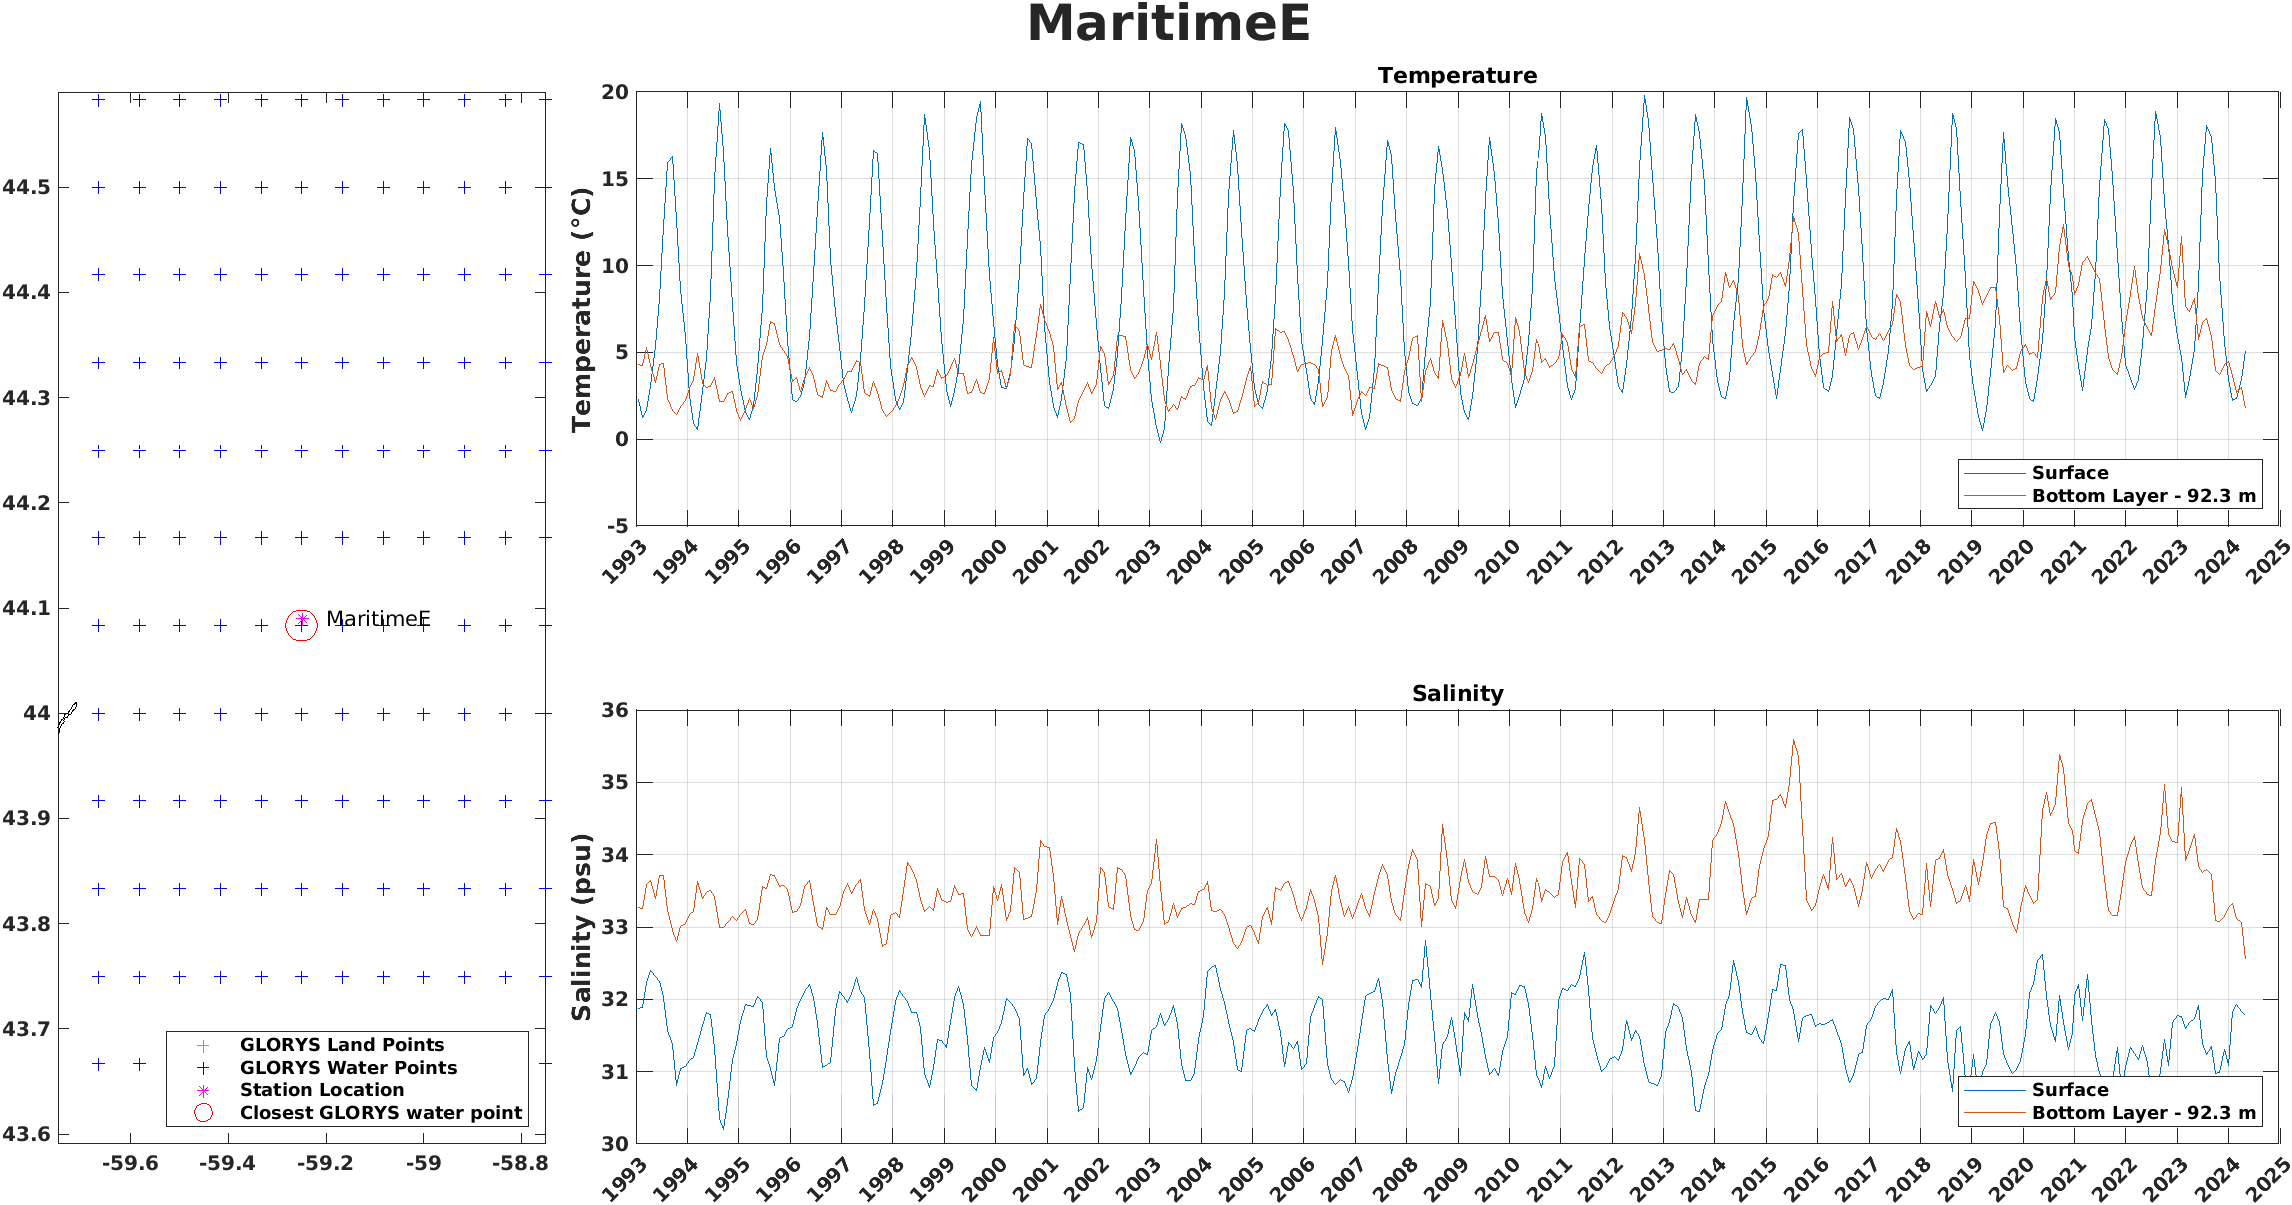 MaritimeE
44.5
44.4
44.3
44.2
44.1
44
43.9
43.8
43.7
43.6
-59.6 -59.4 -59.2 -59 -58.8
MaritimeE
GLORYS Land Points
GLORYS Water Points
Station Location
Closest GLORYS water point
Temperature
Temperature (°C)
20
15
10
5
0
-5
1993 1994 1995 1996 1997 1998 1999 2000 2001 2002 2003 2004 2005 2006 2007 2008 2009 2010 2011 2012 2013 2014 2015 2016 2017 2018 2019 2020 2021 2022 2023 2024 2025
Surface
Bottom Layer - 92.3 m
Salinity
Salinity (psu)
36
35
34
33
32
31
30
1993 1994 1995 1996 1997 1998 1999 2000 2001 2002 2003 2004 2005 2006 2007 2008 2009 2010 2011 2012 2013 2014 2015 2016 2017 2018 2019 2020 2021 2022 2023 2024 2025
Surface
Bottom Layer - 92.3 m